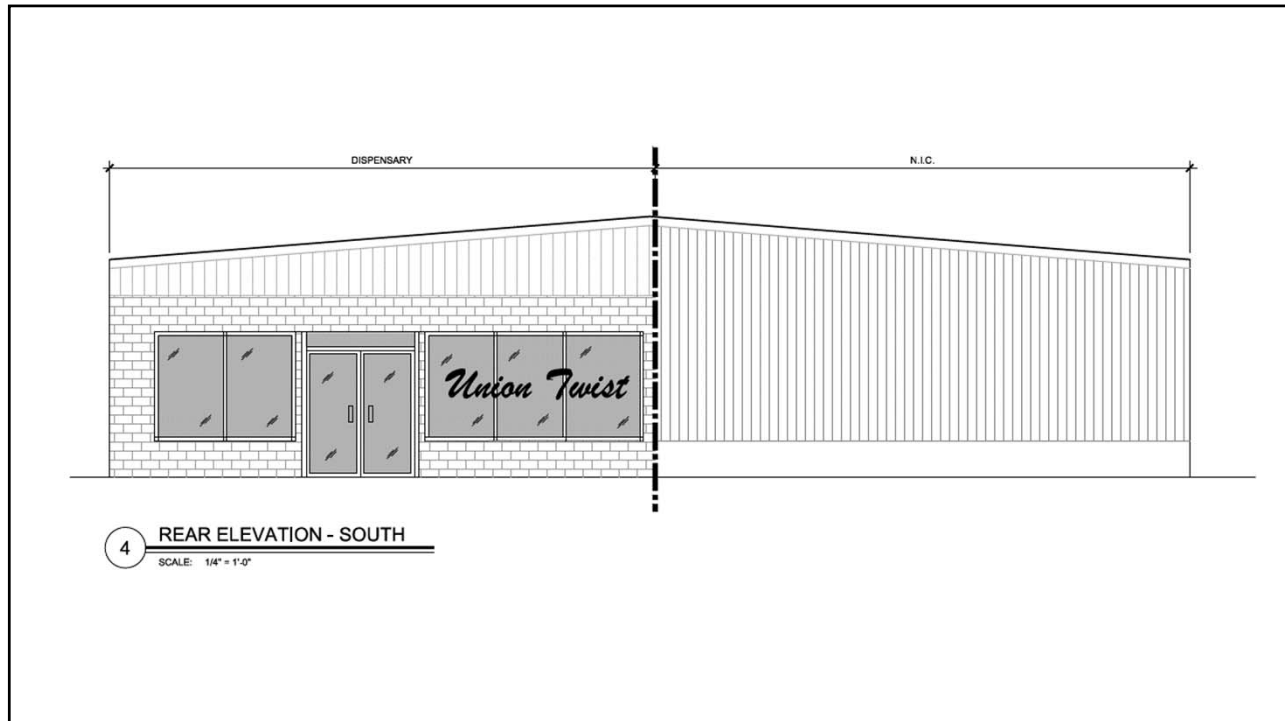 DISPENSARY
N.I.C.
Union Twist
4
REAR ELEVATION - SOUTH
SCALE: 1/4" = 1'-0"